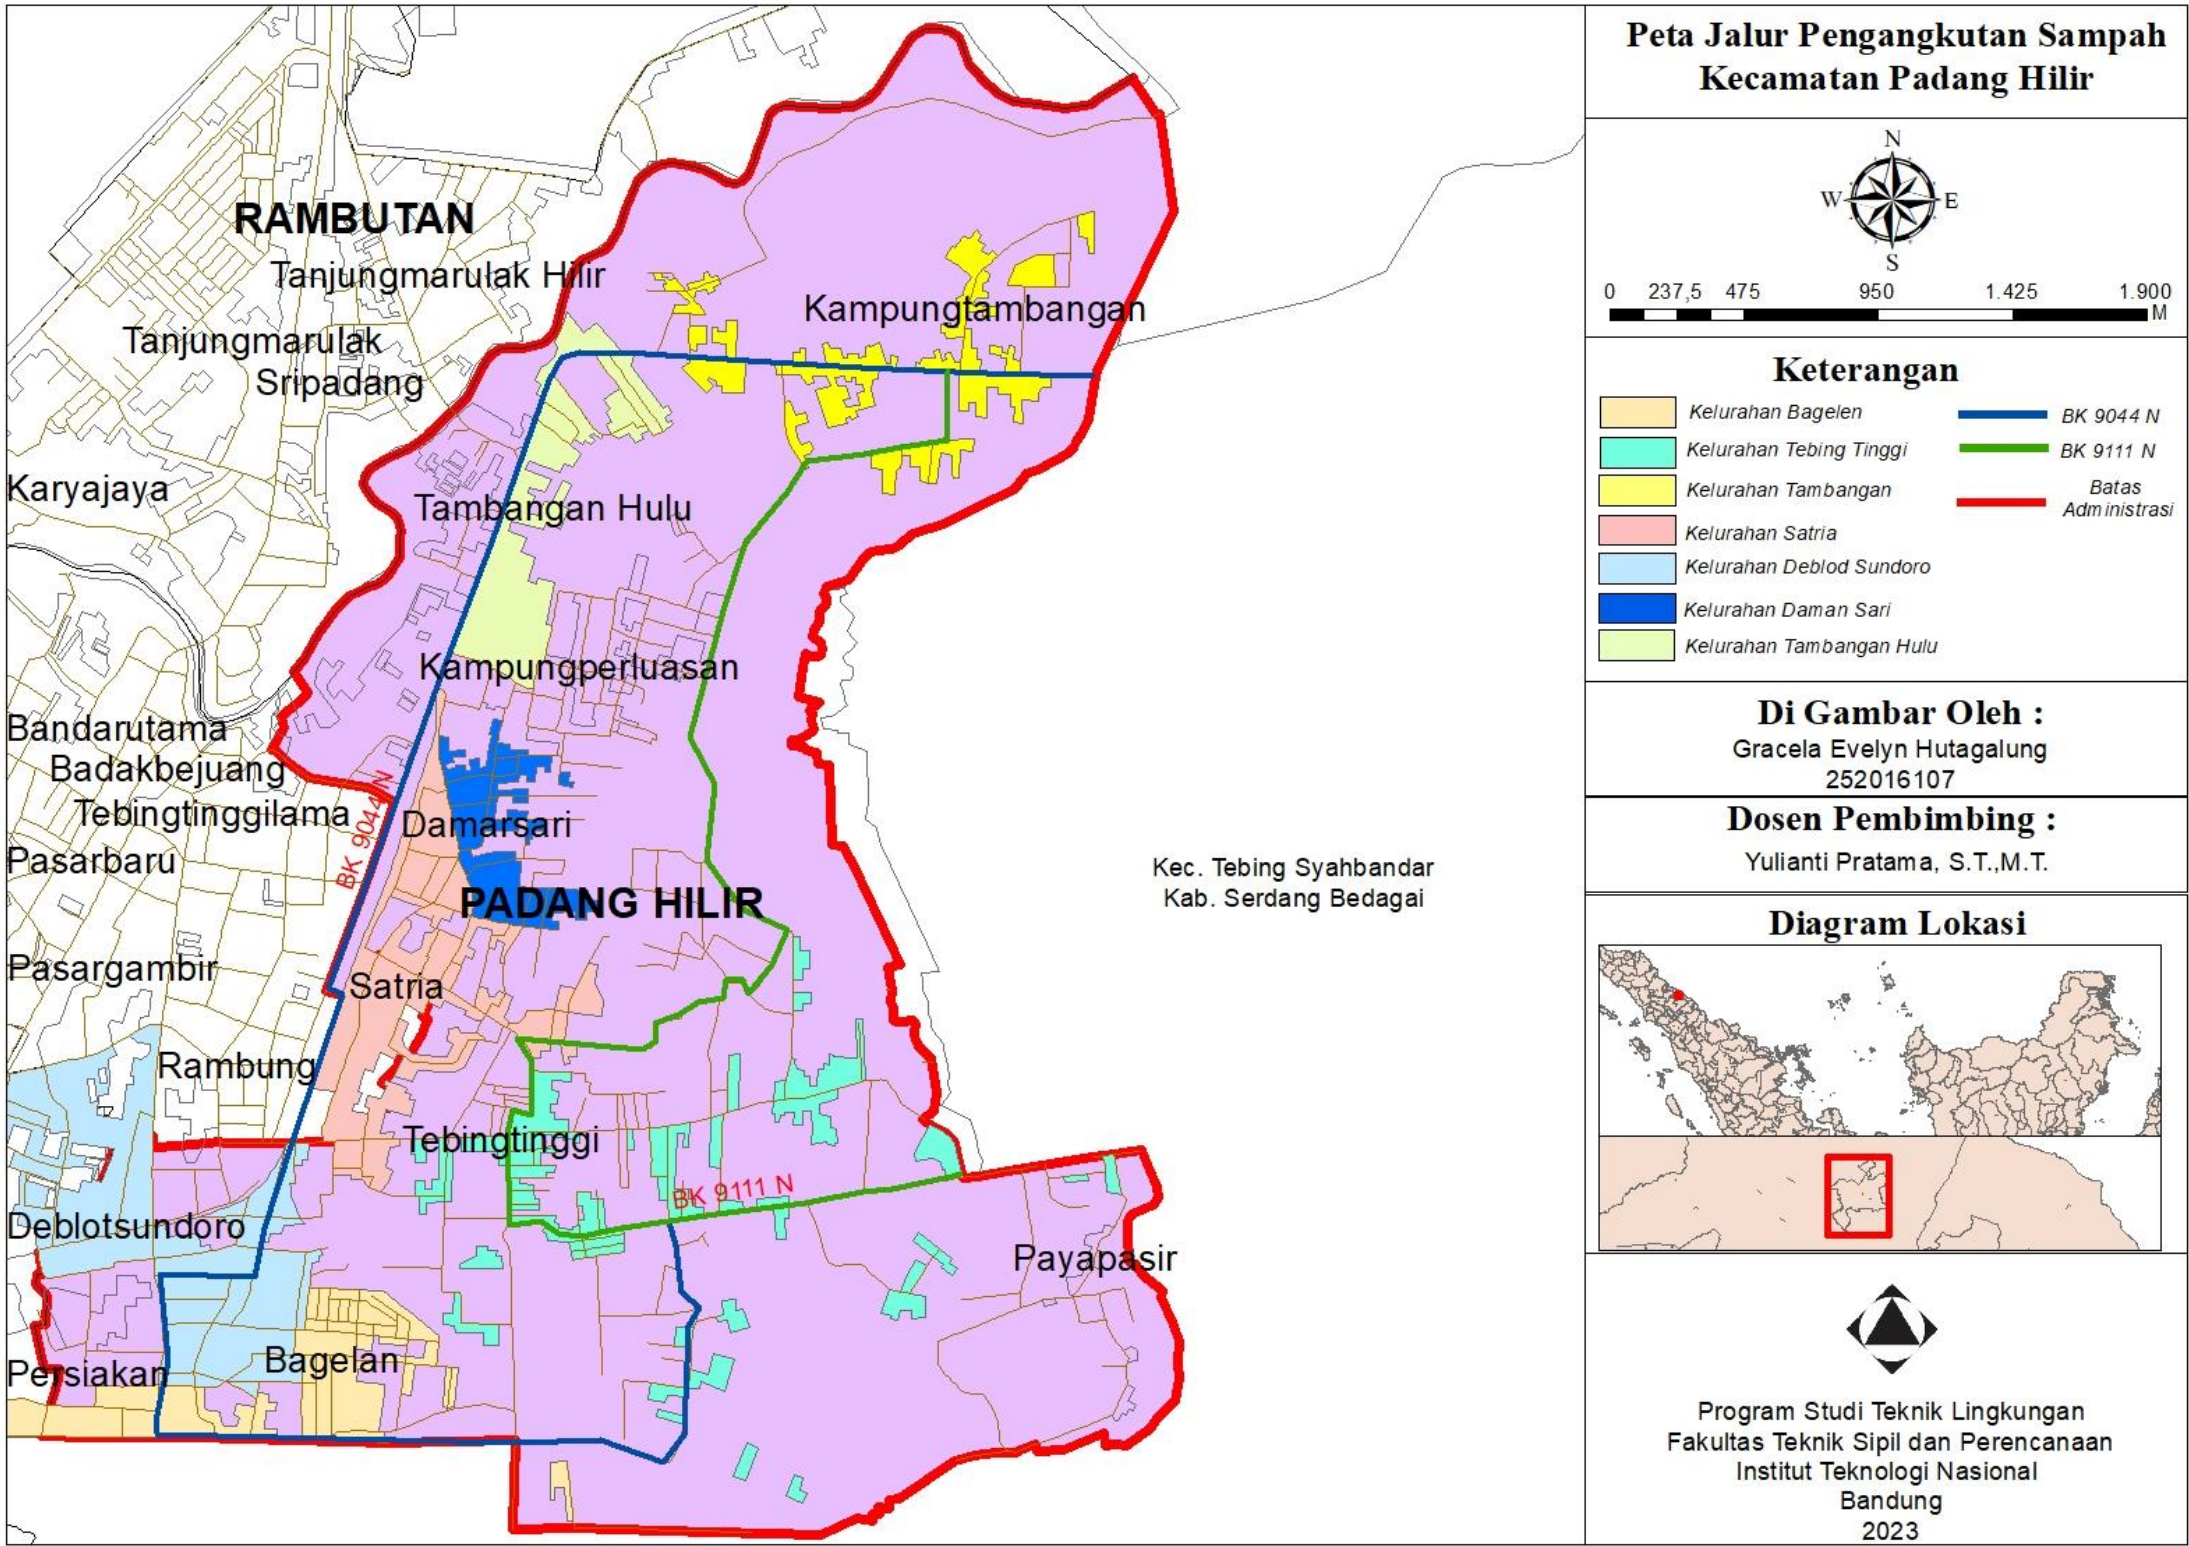 Peta Jalur Pengangkutan Sampah
Kecamatan Padang Hilir
N
W
E
S
0 237,5 475 950 1.425 1.900
M
Keterangan
Kelurahan Bagelen
Kelurahan Tebing Tinggi
Kelurahan Tambangan
Kelurahan Satria
Kelurahan Deblod Sundoro
Kelurahan Daman Sari
Kelurahan Tambangan Hulu
BK 9044 N
BK 9111 N
Batas
Administrasi
Di Gambar Oleh :
Gracela Evelyn Hutagalung
252016107
Dosen Pembimbing :
Yulianti Pratama, S.T.,M.T.
Diagram Lokasi
Program Studi Teknik Lingkungan
Fakultas Teknik Sipil dan Perencanaan
Institut Teknologi Nasional
Bandung
2023
RAMBUTAN
Tanjungmarulak Hilir
Kampungtambangan
Tanjungmarulak
Sripadang
Karyajaya
Tambangan Hulu
Kampungperluasan
Bandarutama
Badakbejuang
Tebingtinggilama
BK 9044 N
Damarsari
Pasarbaru
PADANG HILIR
Kec. Tebing Syahbandar
Kab. Serdang Bedagai
Pasargambir
Satria
Rambung
Tebingtinggi
BK 9111 N
Deblotsundoro
Payapasir
Persiakan
Bagelan